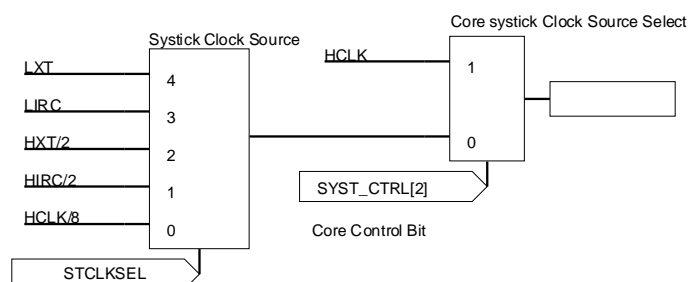 Core systick Clock Source Select
Systick Clock Source
HCLK
1
LXT
4
LIRC
3
HXT/2
2
0
HIRC/2
1
SYST_CTRL[2]
HCLK/8
0
Core Control Bit
STCLKSEL